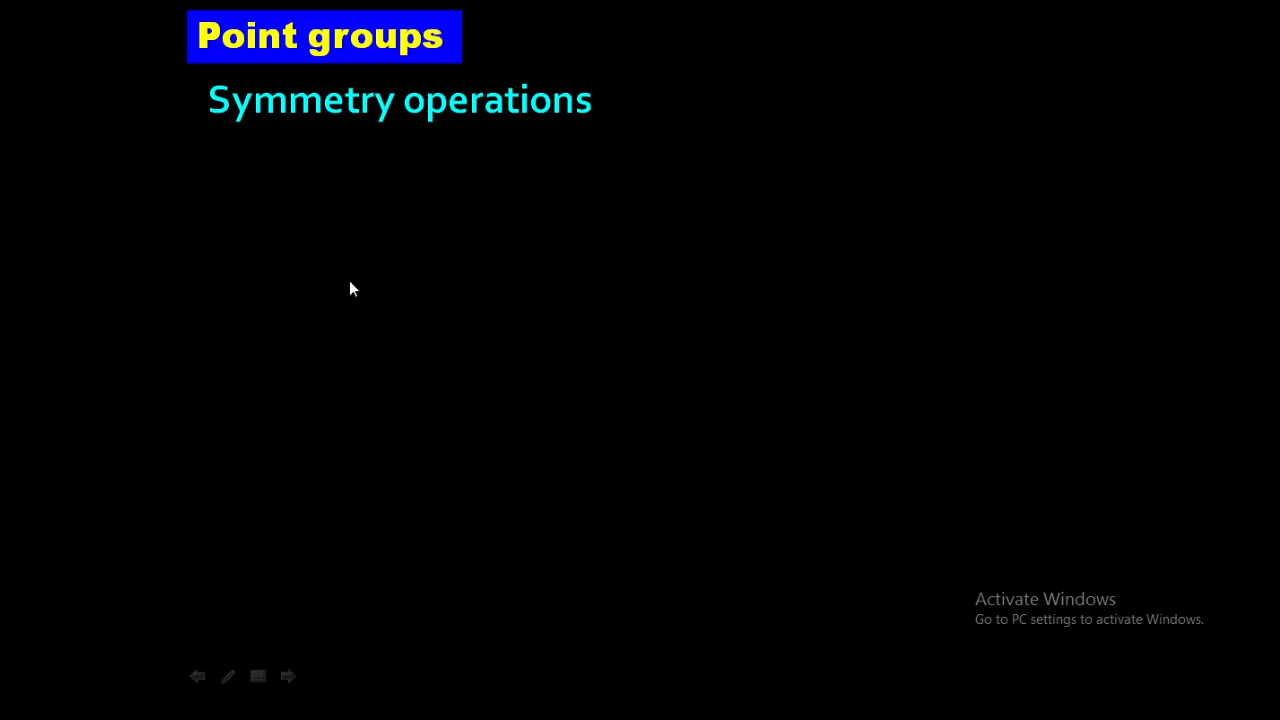 Point groups
Symmetry operations
Activate Windows
Go to PC settings to activate Windows.